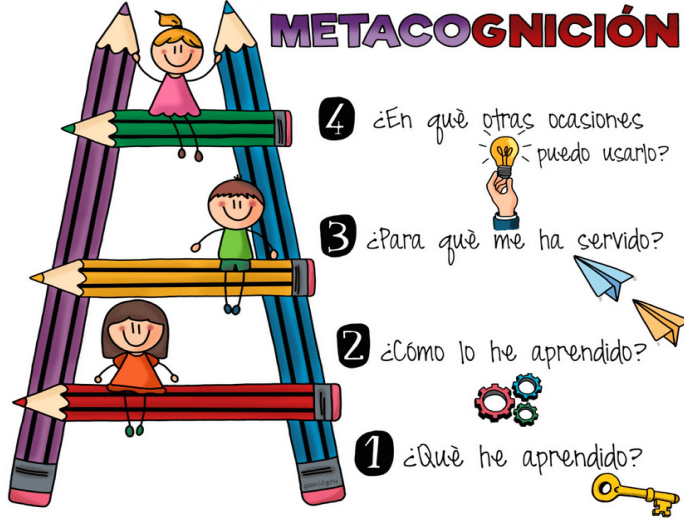 METACOGNICIÓN
4 ¿En què otras ocasiones
puedo usarlo?
3 ¿Para què me ha servido?
2 ¿Cómo lo he aprendido?
1 ¿Què he aprendido?